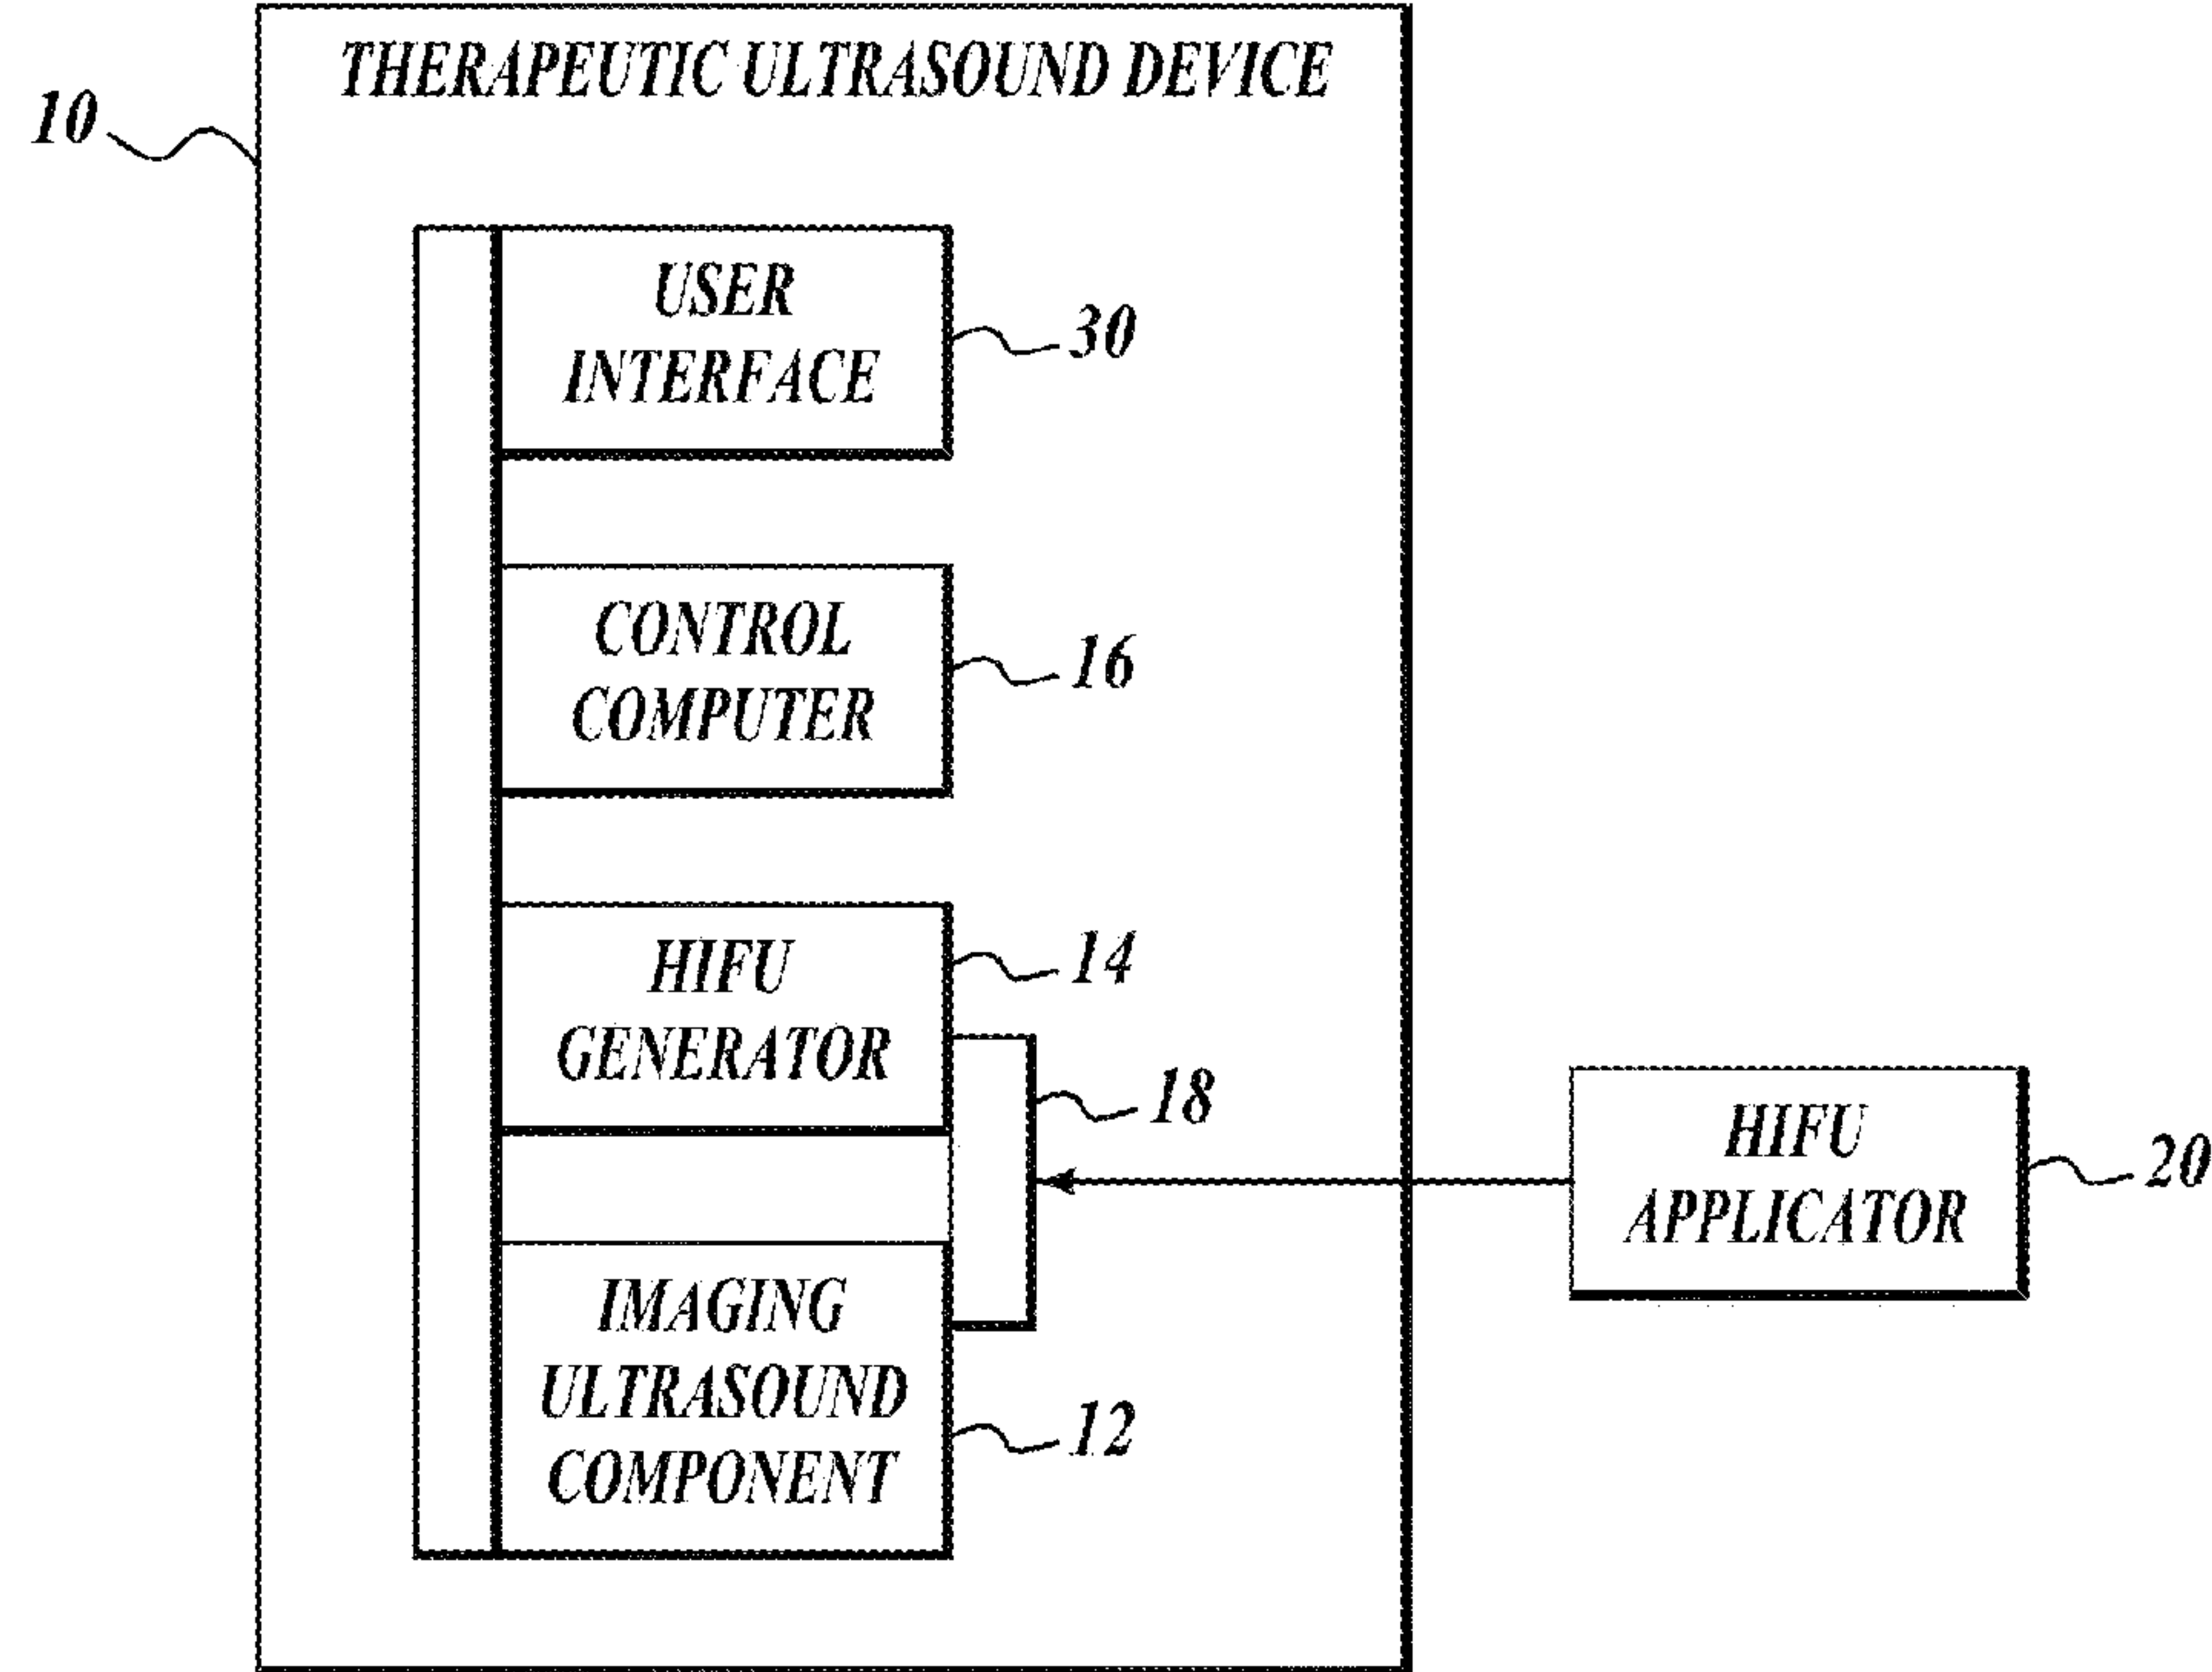 THERAPEUTIC ULTRASOUND DEVICE
10
USER
INTERFACE
30
CONTROL
COMPUTER
16
HIFU
GENERATOR
14
18
HIFU
APPLICATOR
20
IMAGING
ULTRASOUND
COMPONENT
12